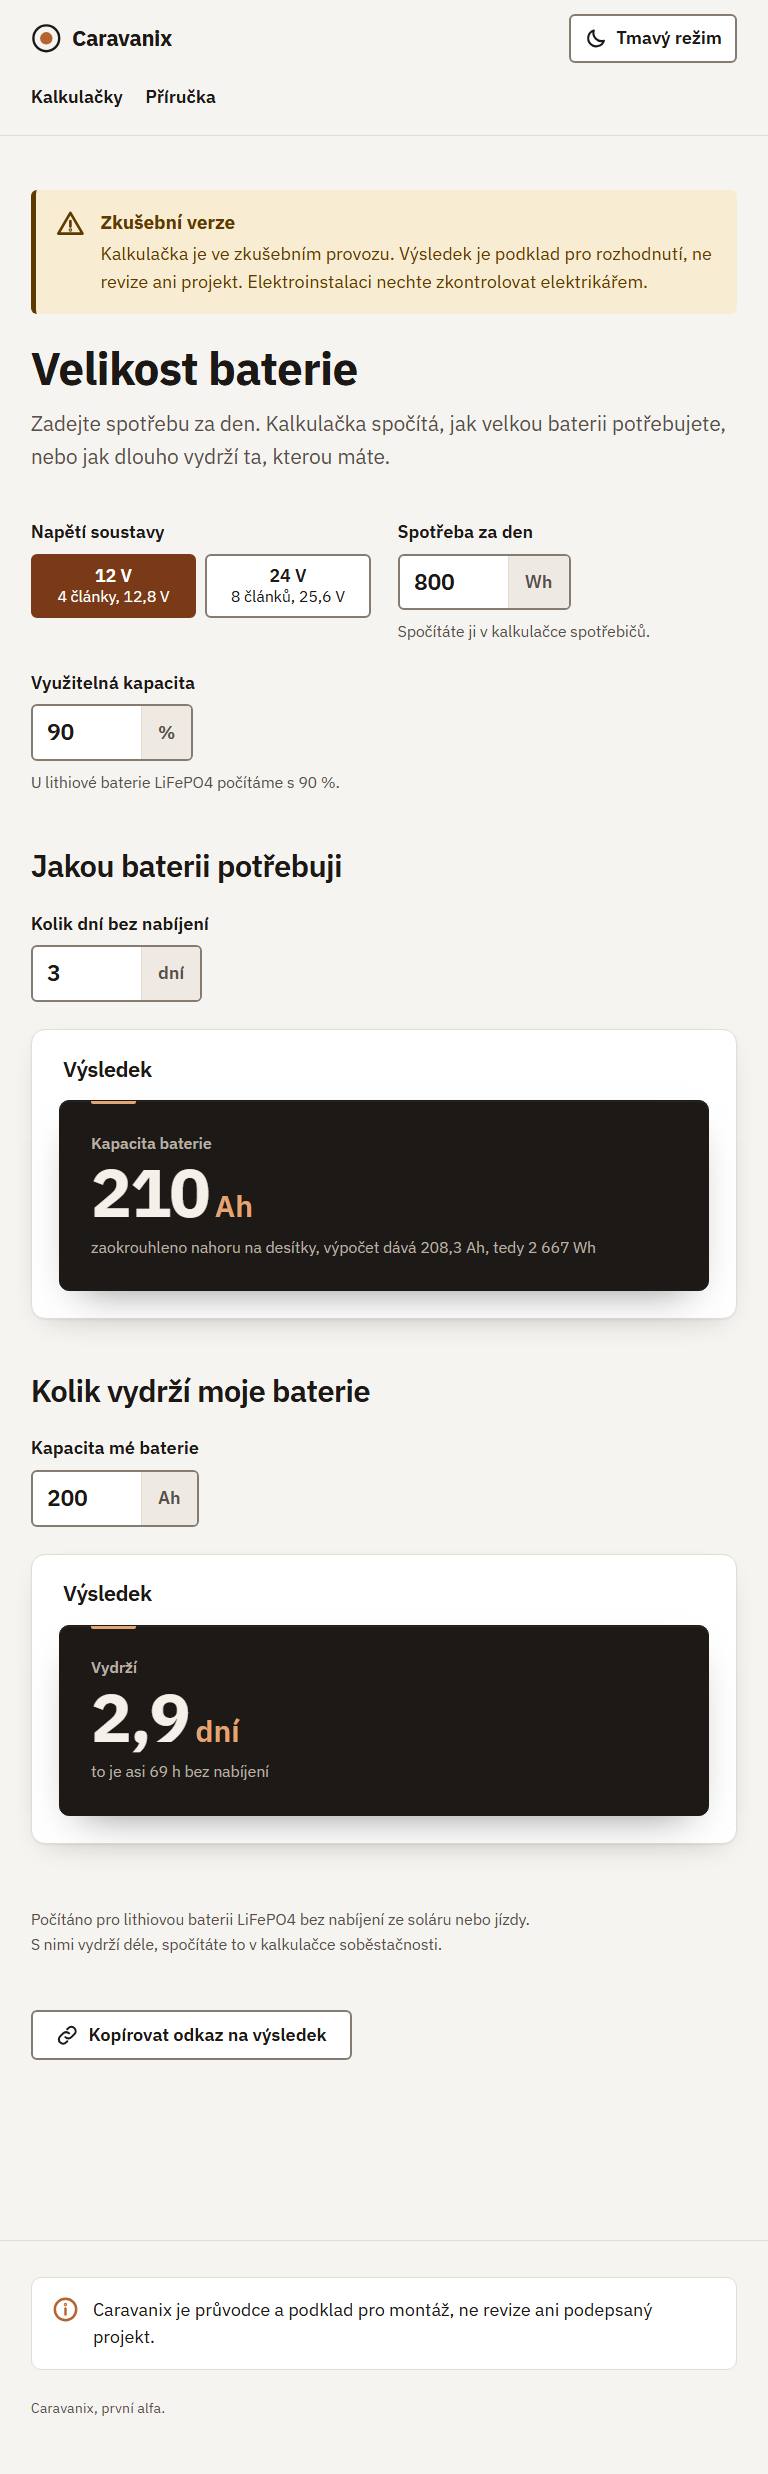 Caravanix
Tmavý režim
Kalkulačky Příručka
Zkušební verze
Kalkulačka je ve zkušebním provozu. Výsledek je podklad pro rozhodnutí, ne
revize ani projekt. Elektroinstalaci nechte zkontrolovat elektrikářem.
Velikost baterie
Zadejte spotřebu za den. Kalkulačka spočítá, jak velkou baterii potřebujete,
nebo jak dlouho vydrží ta, kterou máte.
Napětí soustavy
12 V
4 články, 12,8 V
24 V
8 článků, 25,6 V
Spotřeba za den
800 Wh
Spočítáte ji v kalkulačce spotřebičů.
Využitelná kapacita
90 %
U lithiové baterie LiFePO4 počítáme s 90 %.
Jakou baterii potřebuji
Kolik dní bez nabíjení
3 dní
Výsledek
Kapacita baterie
210 Ah
zaokrouhleno nahoru na desítky, výpočet dává 208,3 Ah, tedy 2 667 Wh
Kolik vydrží moje baterie
Kapacita mé baterie
200 Ah
Výsledek
Vydrží
2,9 dní
to je asi 69 h bez nabíjení
Počítáno pro lithiovou baterii LiFePO4 bez nabíjení ze soláru nebo jízdy.
S nimi vydrží déle, spočítáte to v kalkulačce soběstačnosti.
Kopírovat odkaz na výsledek
Caravanix je průvodce a podklad pro montáž, ne revize ani podepsaný
projekt.
Caravanix, první alfa.